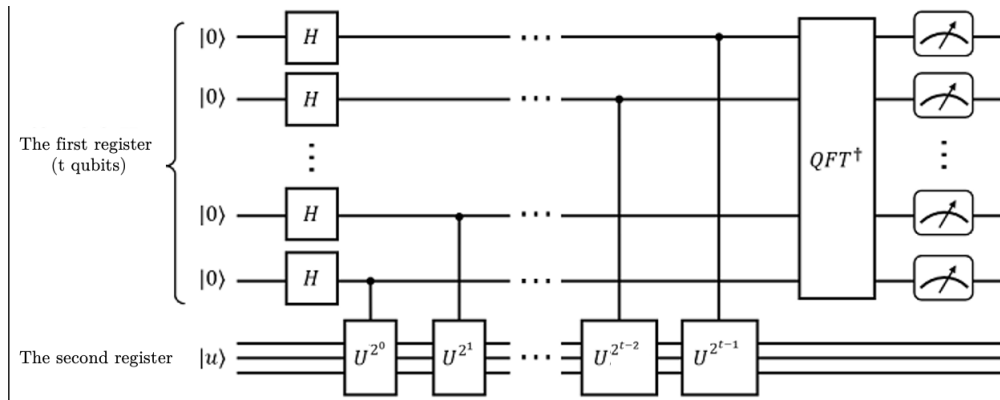 |0⟩ H ⋯
|0⟩ H ⋯
The first register
(t qubits)
⋮ QFT† ⋮
|0⟩ H ⋯
|0⟩ H ⋯
The second register |u⟩ U^{2^0} U^{2^1} ⋯ U^{2^{t−2}} U^{2^{t−1}}